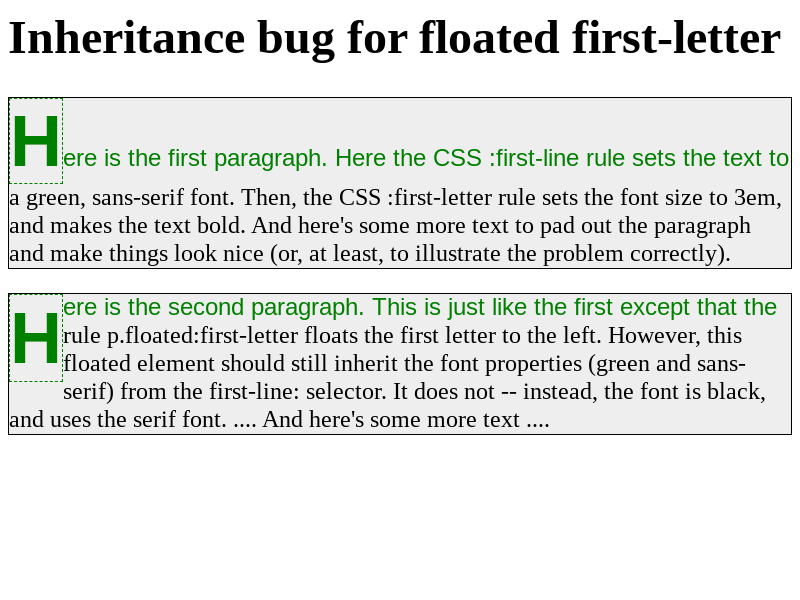 Inheritance bug for floated first-letter
Here is the first paragraph. Here the CSS :first-line rule sets the text to
a green, sans-serif font. Then, the CSS :first-letter rule sets the font size to 3em,
and makes the text bold. And here's some more text to pad out the paragraph
and make things look nice (or, at least, to illustrate the problem correctly).
Here is the second paragraph. This is just like the first except that the
rule p.floated:first-letter floats the first letter to the left. However, this
floated element should still inherit the font properties (green and sans-
serif) from the first-line: selector. It does not -- instead, the font is black,
and uses the serif font. .... And here's some more text ....